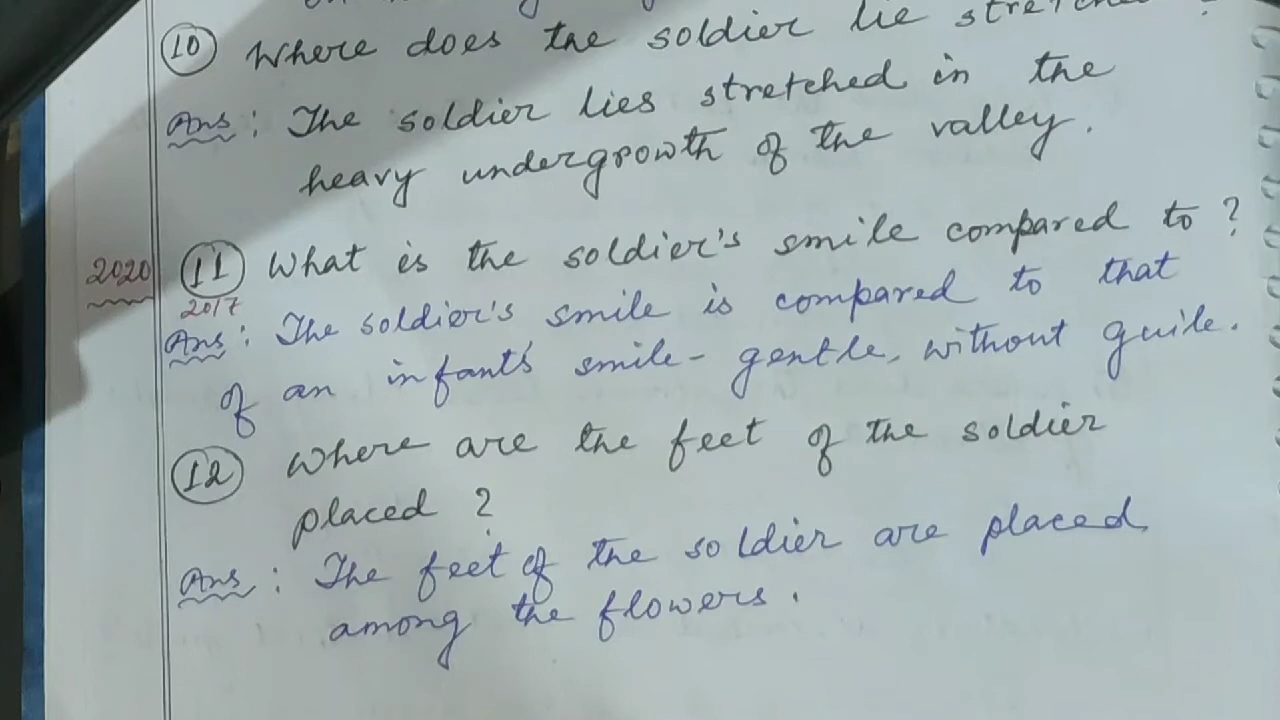 10 Where does the soldier lie stretched?
Ans: The soldier lies stretched in the
heavy undergrowth of the valley.
2020 11 What is the soldier's smile compared to?
2017
Ans: The soldier's smile is compared to that
of an infant's smile- gentle, without guile.
12 Where are the feet of the soldier
placed?
Ans: The feet of the soldier are placed
among the flowers.